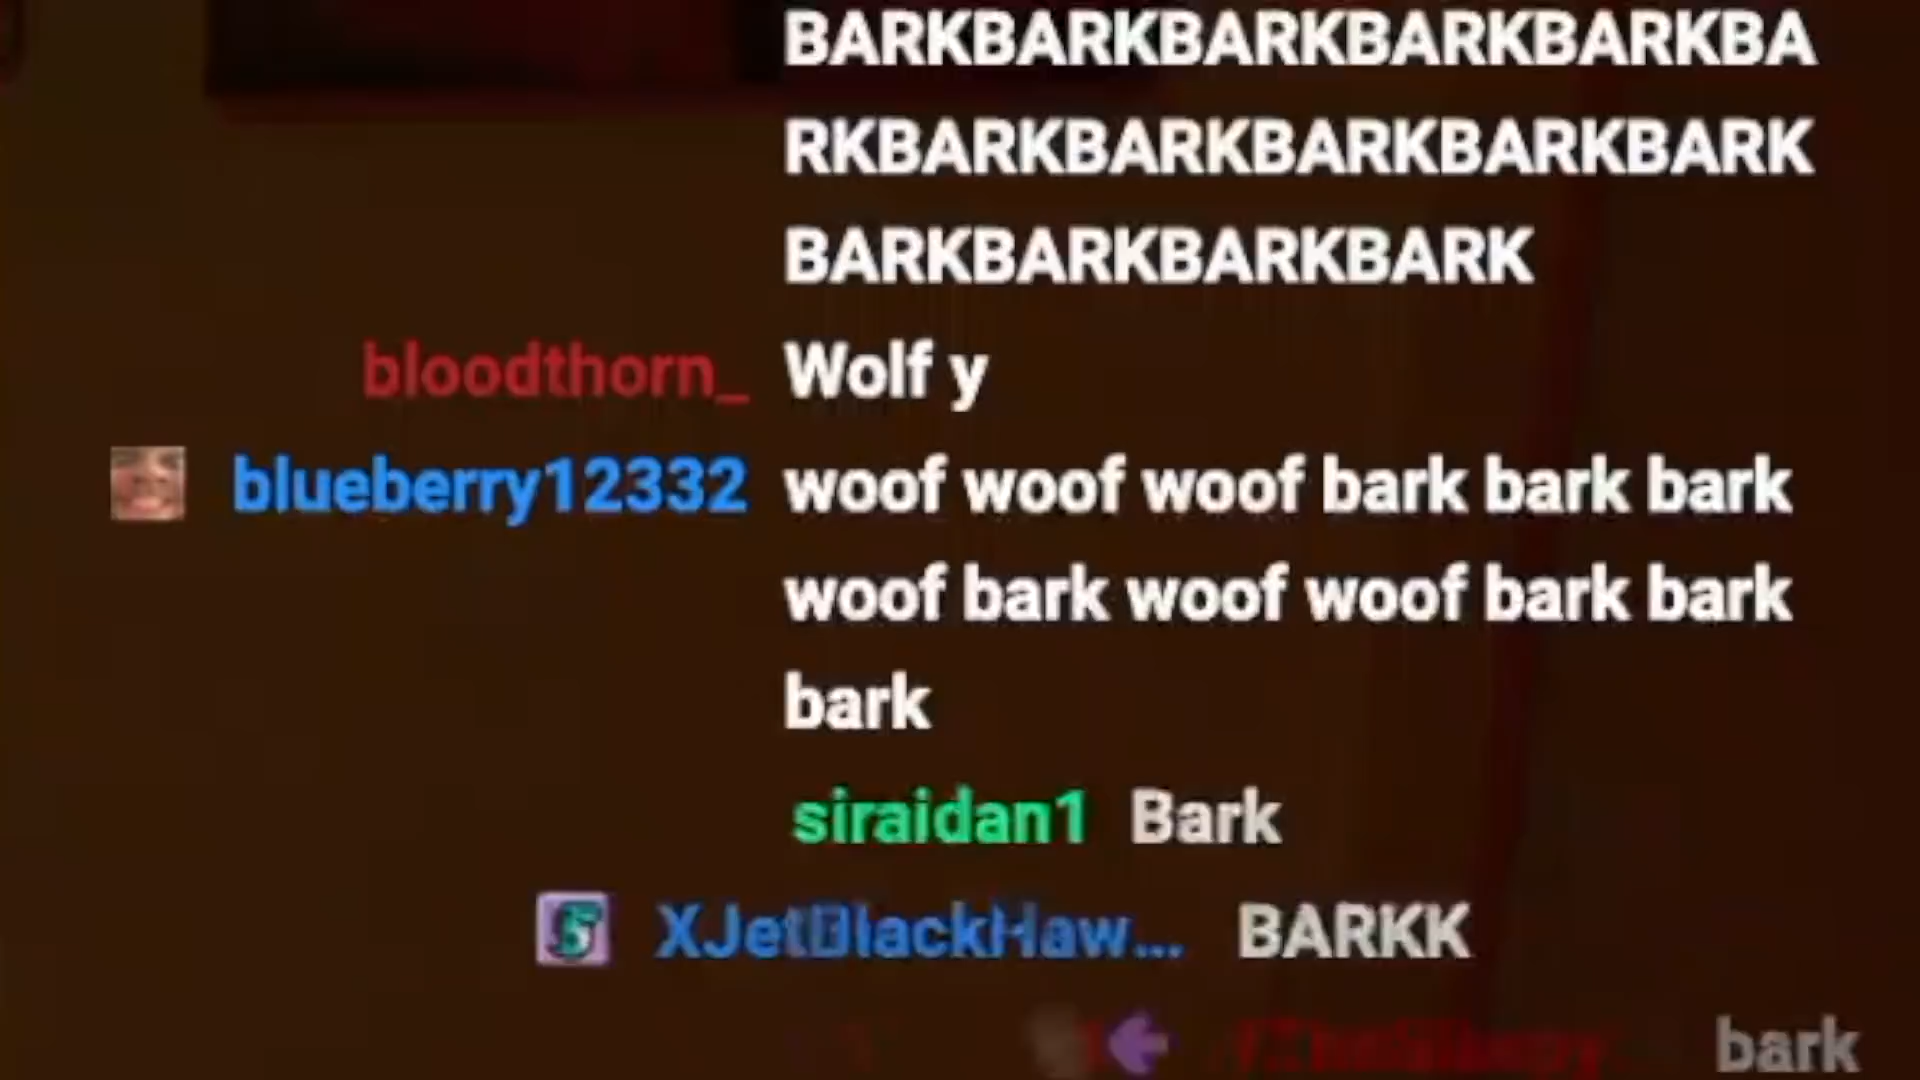 BARKBARKBARKBARKBARKBA
RKBARKBARKBARKBARKBARK
BARKBARKBARKBARK
bloodthorn_ Wolf y
blueberry12332 woof woof woof bark bark bark
woof bark woof woof bark bark
bark
siraidan1 Bark
XJetBlackHaw... BARKK
bark